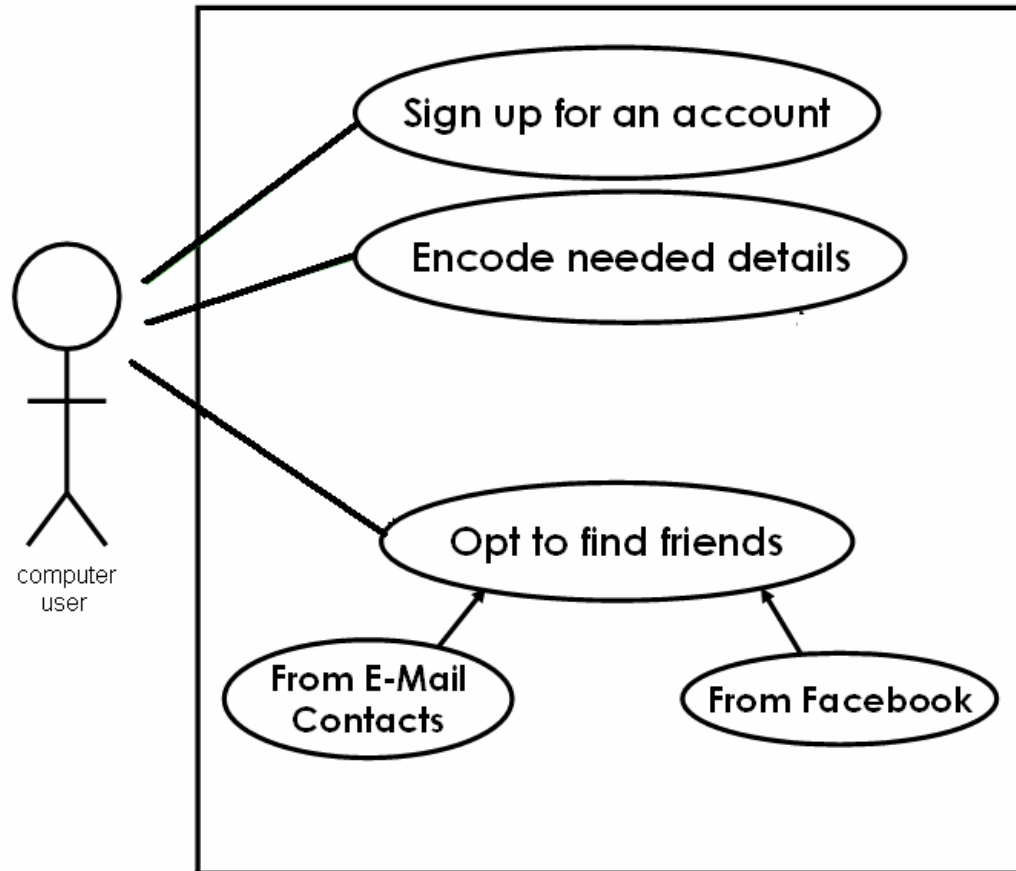 Sign up for an account
Encode needed details
Opt to find friends
computer
user
From E-Mail
Contacts
From Facebook